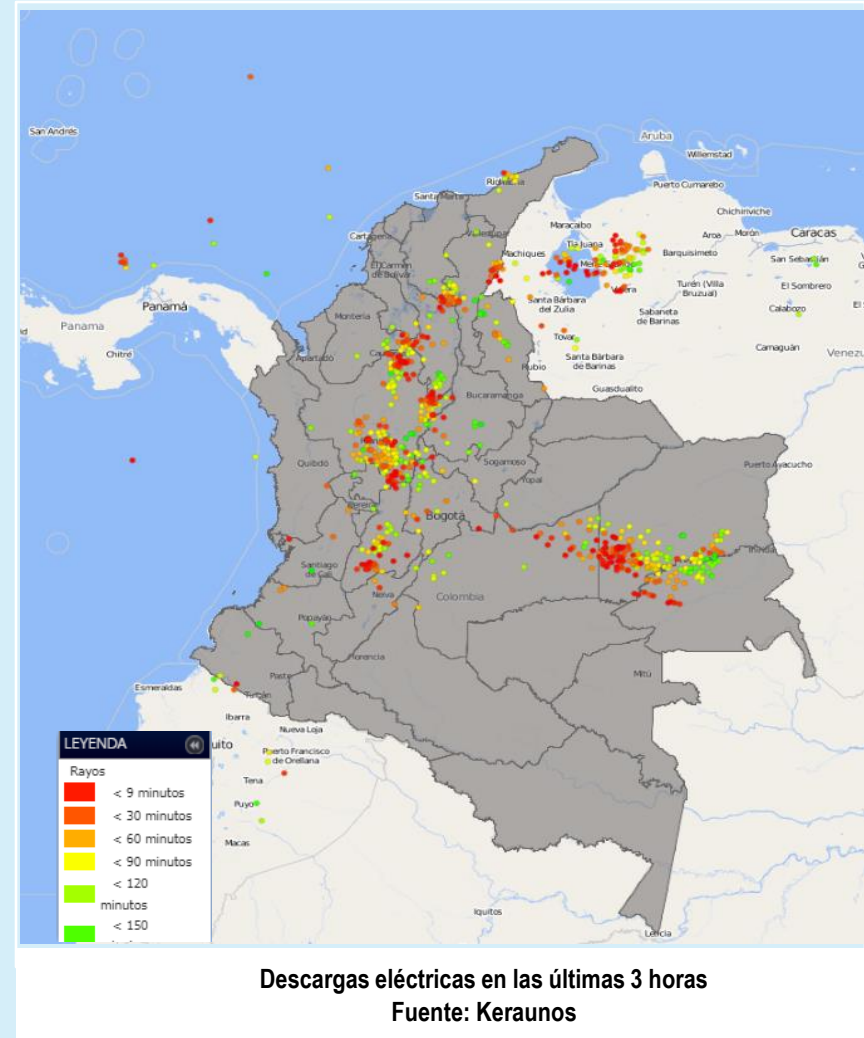 San Andrés
Aruba
Willemstad
Riohacha
Puerto Cumarebo
Santa Marta
Chichiriviche
Maracaibo
Cartagena
Valledupar
Tía Juana
Aroa
Morón
Caracas
Machiques
Barquisimeto
San Sebastián
El Carmen
de Bolívar
Valera
Turén (Villa
Bruzual)
El Sombrero
Panamá
Santa Bárbara
del Zulia
Sabaneta
de Barinas
Calabozo
Panama
Montería
Chitré
Tovar
Camaguán
Apartadó
Rubio
Santa Bárbara
de Barinas
Guasdualito
Bucaramanga
Quibdó
Sogamoso
Puerto Ayacucho
Yopal
Pereira
Bogotá
Inírida
Santiago
de Cali
Neiva
Colombia
Popayán
Florencia
Mitú
Pasto
Esmeraldas
Tulcán
Ibarra
Nueva Loja
LEYENDA
uito
Puerto Francisco
de Orellana
Rayos
< 9 minutos
Tena
< 30 minutos
Puyo
< 60 minutos
Macas
< 90 minutos
< 120
minutos
< 150
Iquitos
Leticia
Descargas eléctricas en las últimas 3 horas
Fuente: Keraunos